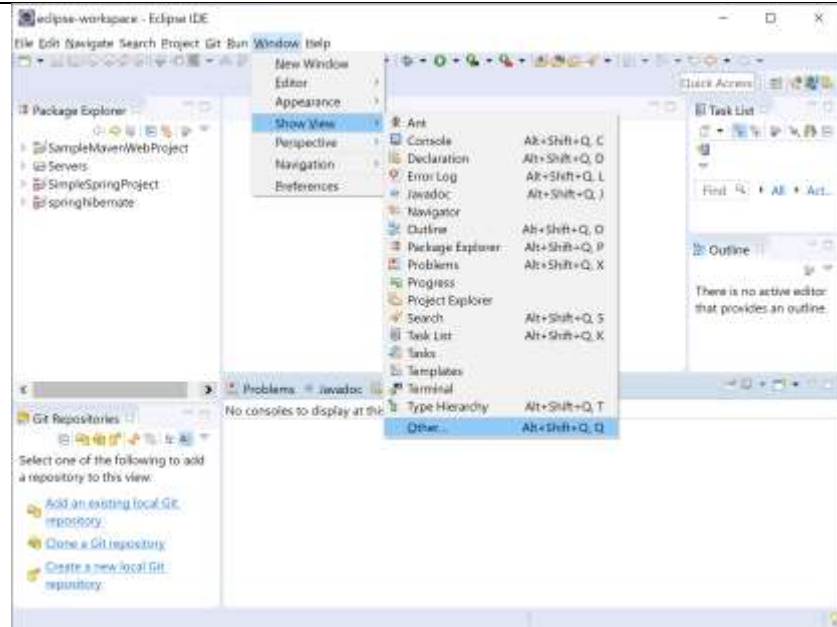 eclipse-workspace - Eclipse IDE
File Edit Navigate Search Project Git Run Window Help
New Window
Editor
Appearance
Show View
Perspective
Navigation
Preferences
Quick Access
Package Explorer
SampleMavenWebProject
Servers
SimpleSpringProject
springhibernate
Ant
Console Alt+Shift+Q, C
Declaration Alt+Shift+Q, D
Error Log Alt+Shift+Q, L
Javadoc Alt+Shift+Q, J
Navigator
Outline Alt+Shift+Q, O
Package Explorer Alt+Shift+Q, P
Problems Alt+Shift+Q, X
Progress
Project Explorer
Search Alt+Shift+Q, S
Task List Alt+Shift+Q, K
Tasks
Templates
Terminal
Type Hierarchy Alt+Shift+Q, T
Other... Alt+Shift+Q, Q
Task List
Find All Act...
Outline
There is no active editor
that provides an outline.
Problems Javadoc
No consoles to display at this
Git Repositories
Select one of the following to add
a repository to this view:
Add an existing local Git
repository
Clone a Git repository
Create a new local Git
repository